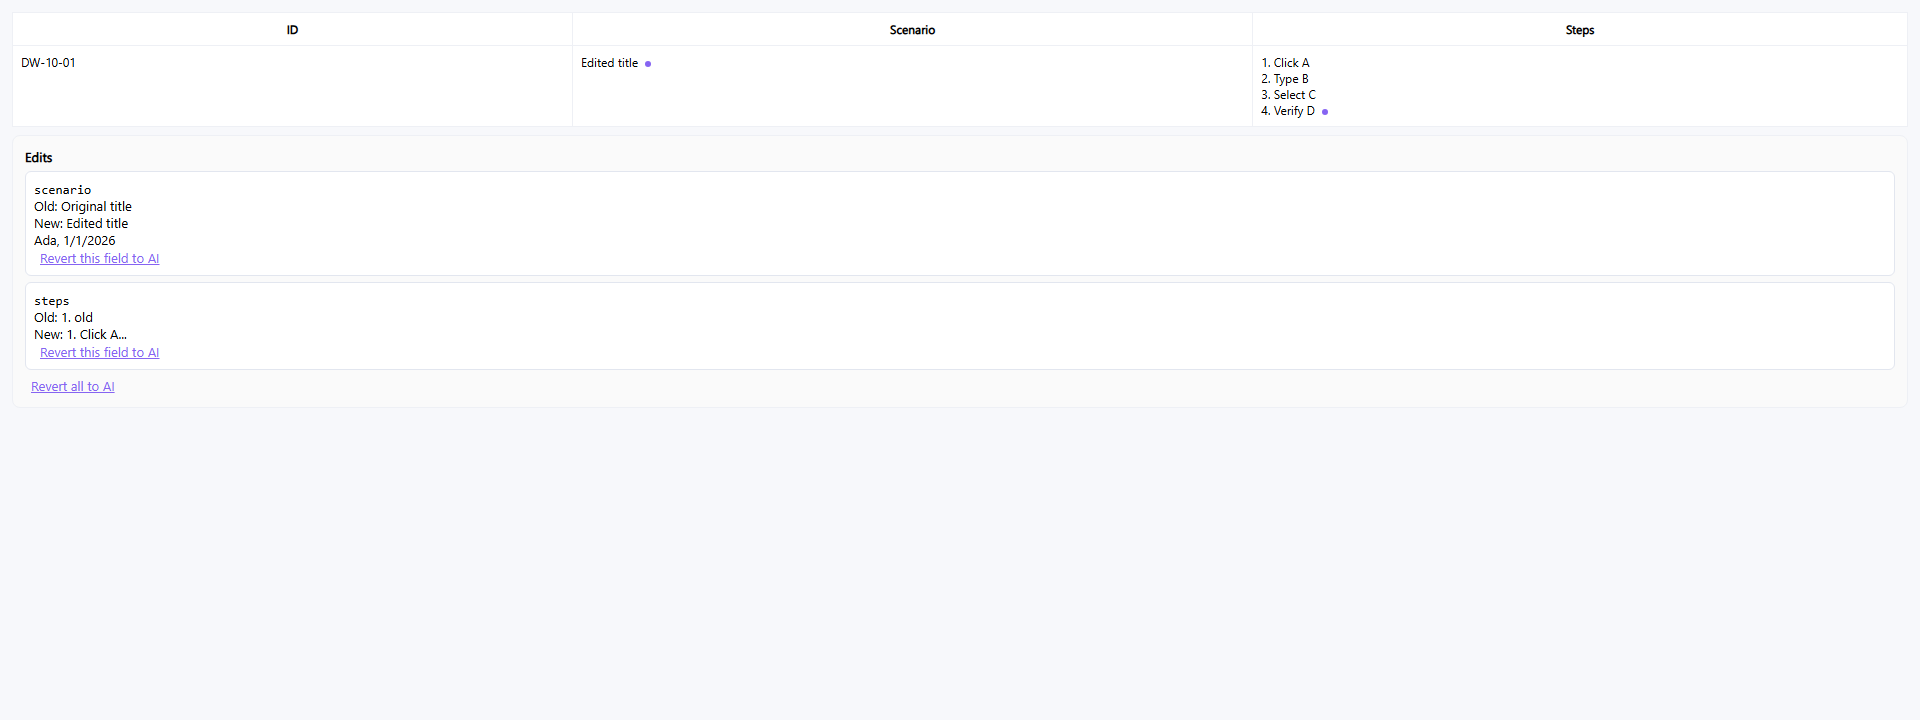 ID
Scenario
Steps
DW-10-01
Edited title
1. Click A
2. Type B
3. Select C
4. Verify D
Edits
scenario
Old: Original title
New: Edited title
Ada, 1/1/2026
Revert this field to AI
steps
Old: 1. old
New: 1. Click A...
Revert this field to AI
Revert all to AI